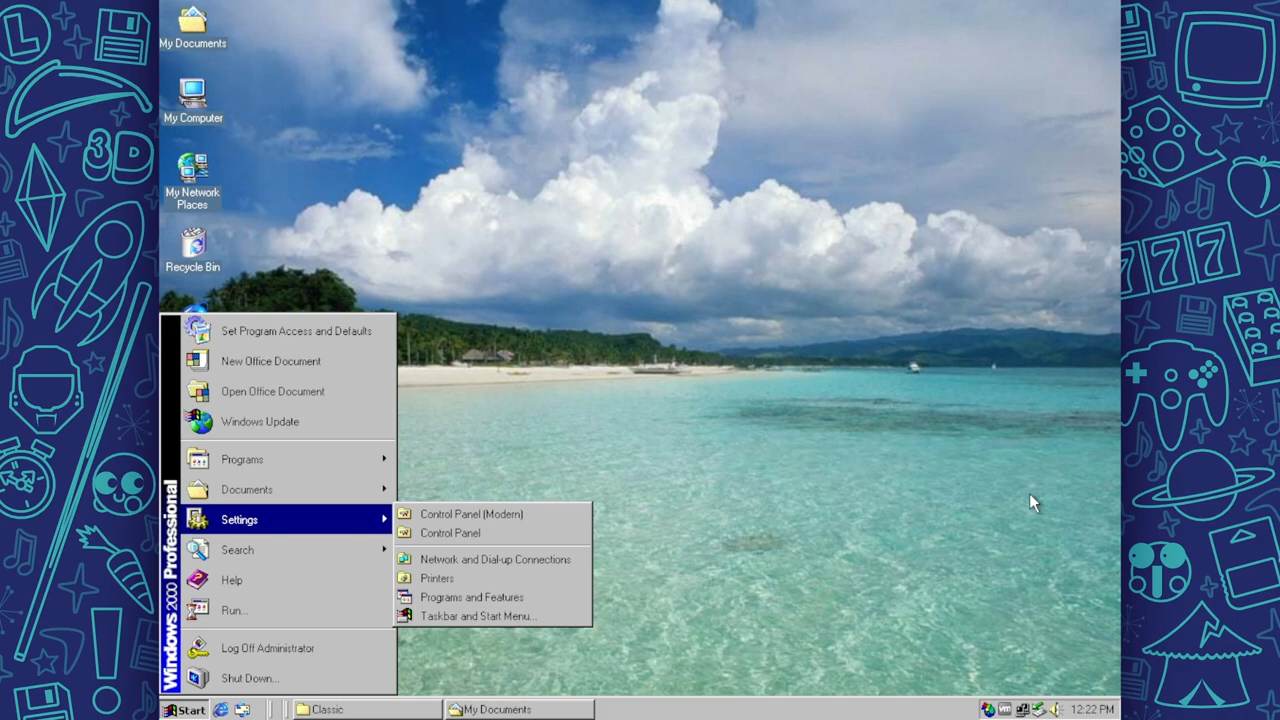 My Documents
My Computer
My Network
Places
Recycle Bin
Set Program Access and Defaults
New Office Document
Open Office Document
Windows Update
Programs
Documents
Settings
Search
Help
Run...
Log Off Administrator
Shut Down...
Windows 2000 Professional
Control Panel (Modern)
Control Panel
Network and Dial-up Connections
Printers
Programs and Features
Taskbar and Start Menu...
Start
Classic
My Documents
vm
12:22 PM
L
3D
777